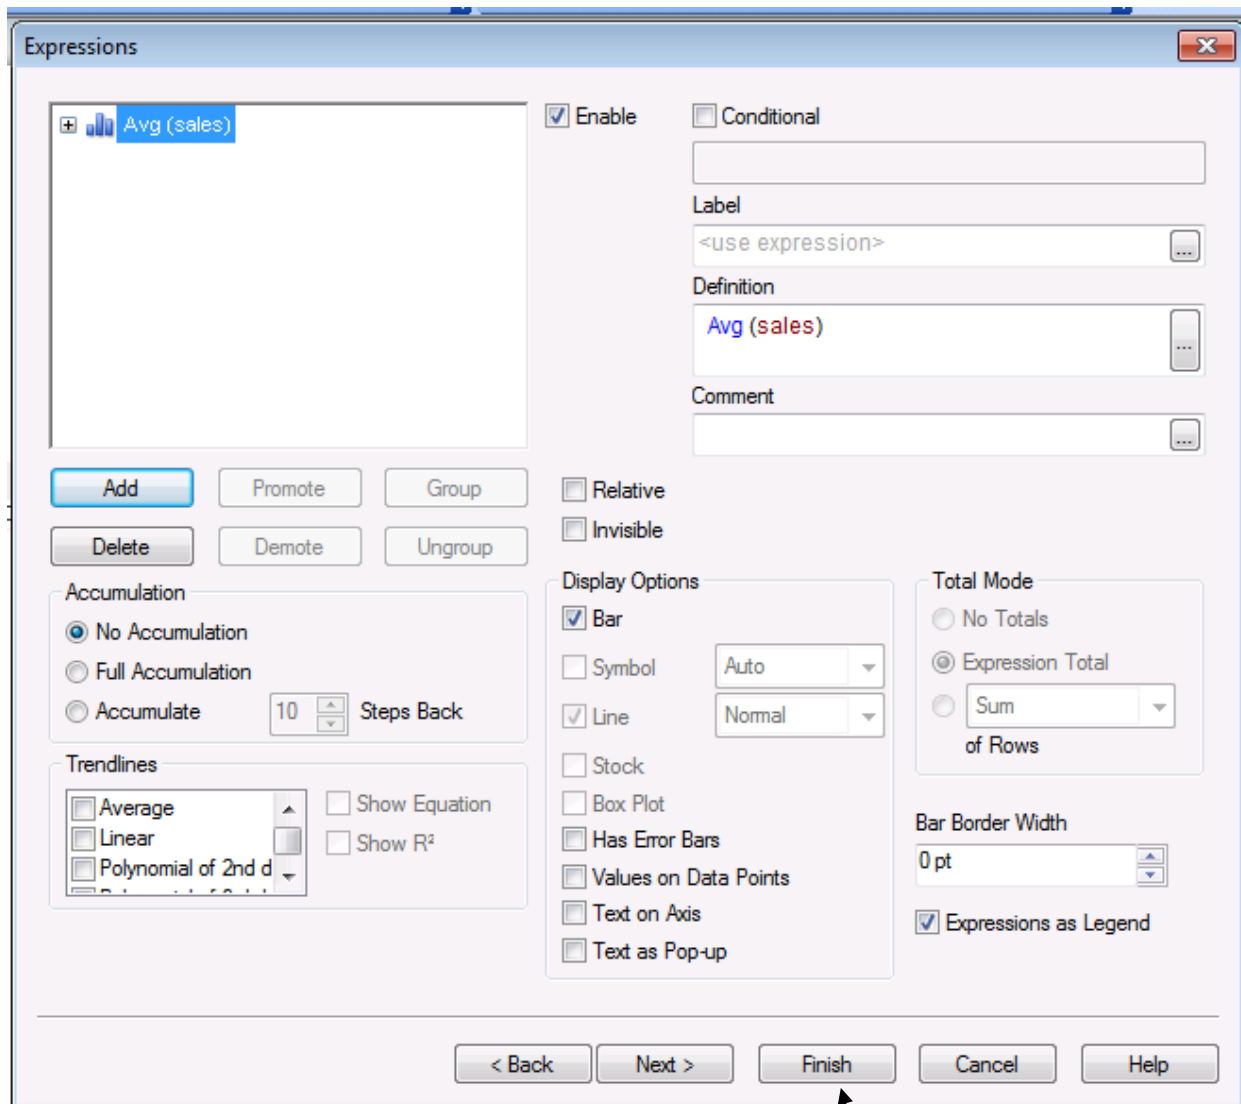 Expressions
Avg (sales)
Enable
Conditional
Label
<use expression>
...
Definition
Avg (sales)
...
Comment
...
Add
Promote
Group
Delete
Demote
Ungroup
Relative
Invisible
Accumulation
No Accumulation
Full Accumulation
Accumulate 10 Steps Back
Trendlines
Average
Linear
Polynomial of 2nd d
Show Equation
Show R²
Display Options
Bar
Symbol Auto
Line Normal
Stock
Box Plot
Has Error Bars
Values on Data Points
Text on Axis
Text as Pop-up
Total Mode
No Totals
Expression Total
Sum
of Rows
Bar Border Width
0 pt
Expressions as Legend
< Back
Next >
Finish
Cancel
Help